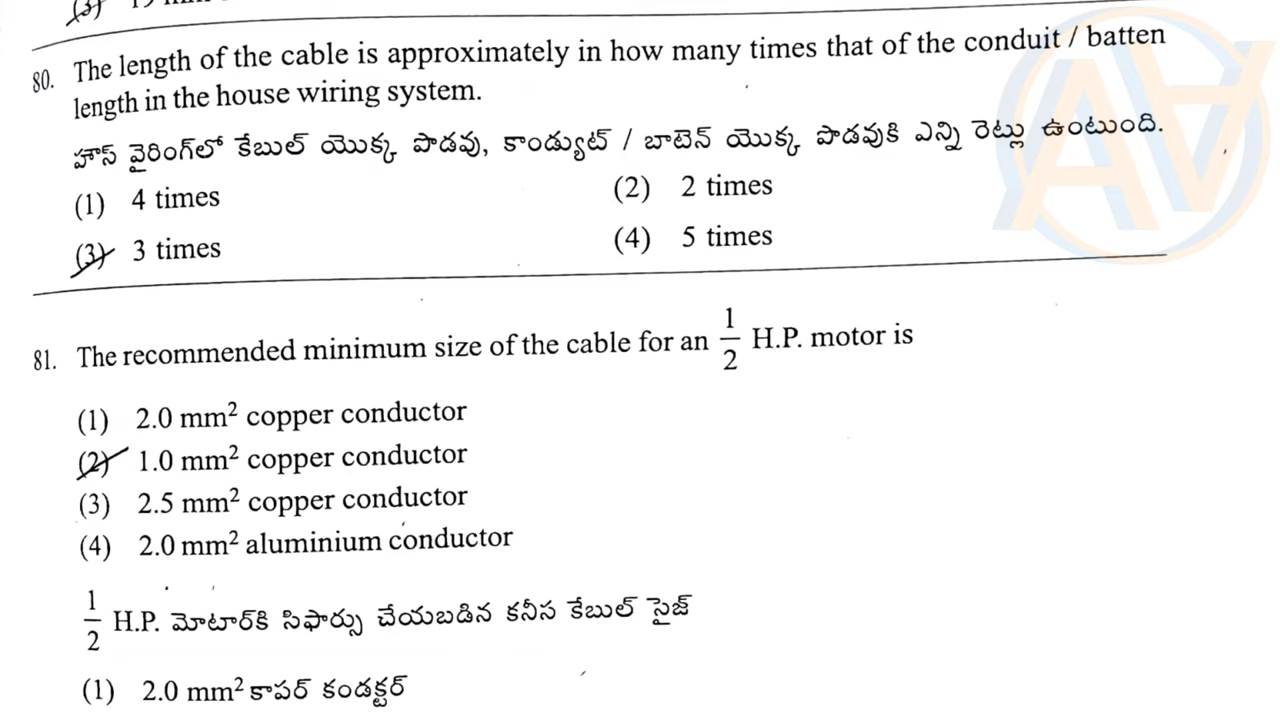 80. The length of the cable is approximately in how many times that of the conduit / batten
length in the house wiring system.
హౌస్ వైరింగ్‌లో కేబుల్ యొక్క పొడవు, కాండ్యుట్ / బాటెన్ యొక్క పొడవుకి ఎన్ని రెట్లు ఉంటుంది.
(1) 4 times (2) 2 times
(3) 3 times (4) 5 times
81. The recommended minimum size of the cable for an 1/2 H.P. motor is
(1) 2.0 mm² copper conductor
(2) 1.0 mm² copper conductor
(3) 2.5 mm² copper conductor
(4) 2.0 mm² aluminium conductor
1/2 H.P. మోటార్‌కి సిఫార్సు చేయబడిన కనీస కేబుల్ సైజ్
(1) 2.0 mm² కాపర్ కండక్టర్